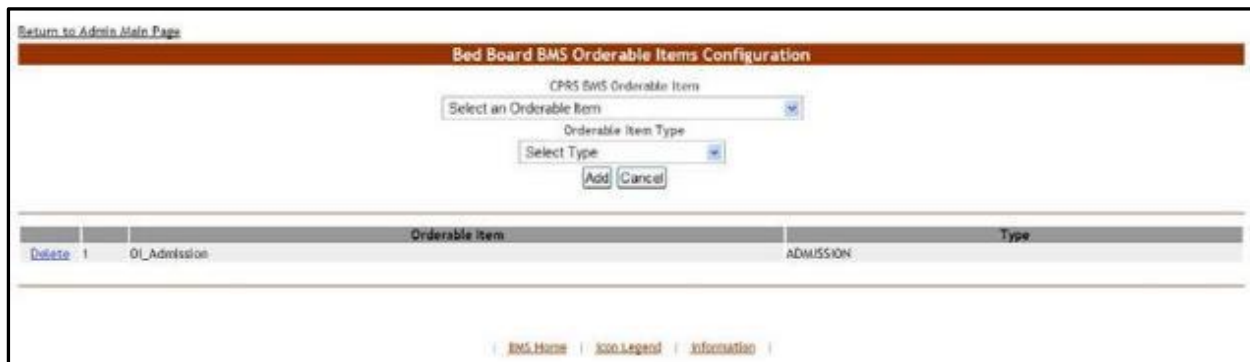 Return to Admin Main Page
Bed Board BMS Orderable Items Configuration
CPRS BMS Orderable Item
Select an Orderable Item
Orderable Item Type
Select Type
Add Cancel
Orderable Item Type
Delete 1 OI_Admission ADMISSION
| BMS Home | Icon Legend | Information |